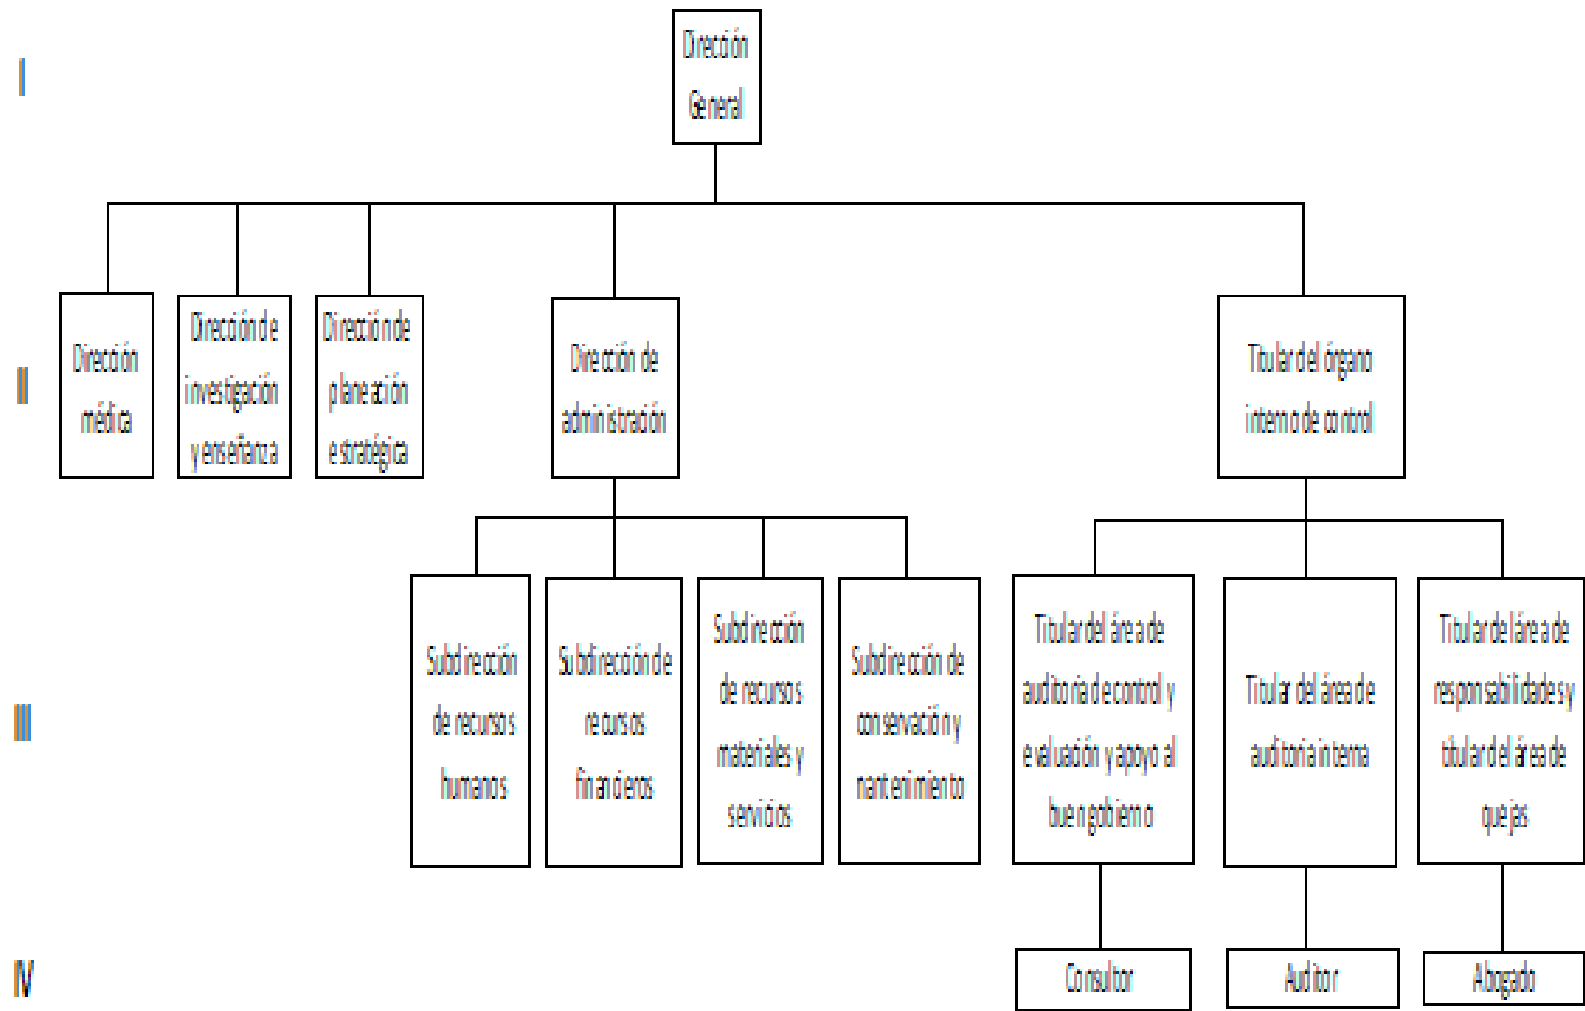 I
Dirección
General
II
Dirección
médica
Dirección de
investigación
y enseñanza
Dirección de
planeación
estratégica
Dirección de
administración
Titular del órgano
interno de control
III
Subdirección
de recursos
humanos
Subdirección de
recursos
financieros
Subdirección
de recursos
materiales y
servicios
Subdirección de
conservación y
mantenimiento
Titular del área de
auditoria de control y
evaluación y apoyo al
buen gobierno
Titular del área de
auditoria interna
Titular del área de
responsabilidades y
titular del área de
quejas
IV
Consultor
Auditor
Abogado